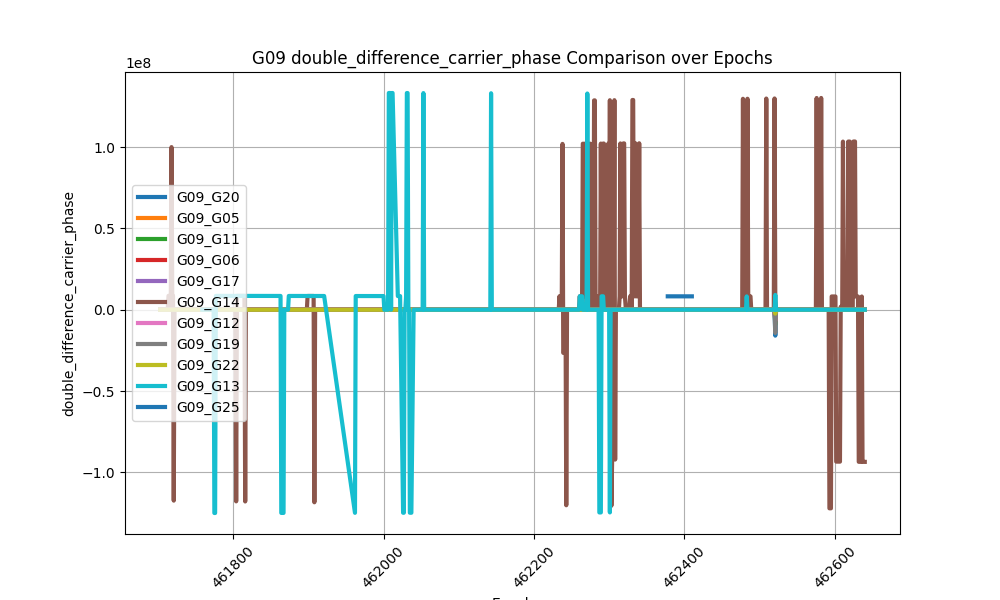 G09 double_difference_carrier_phase Comparison over Epochs
1e8
double_difference_carrier_phase
1.0
0.5
0.0
−0.5
−1.0
G09_G20
G09_G05
G09_G11
G09_G06
G09_G17
G09_G14
G09_G12
G09_G19
G09_G22
G09_G13
G09_G25
461800
462000
462200
462400
462600